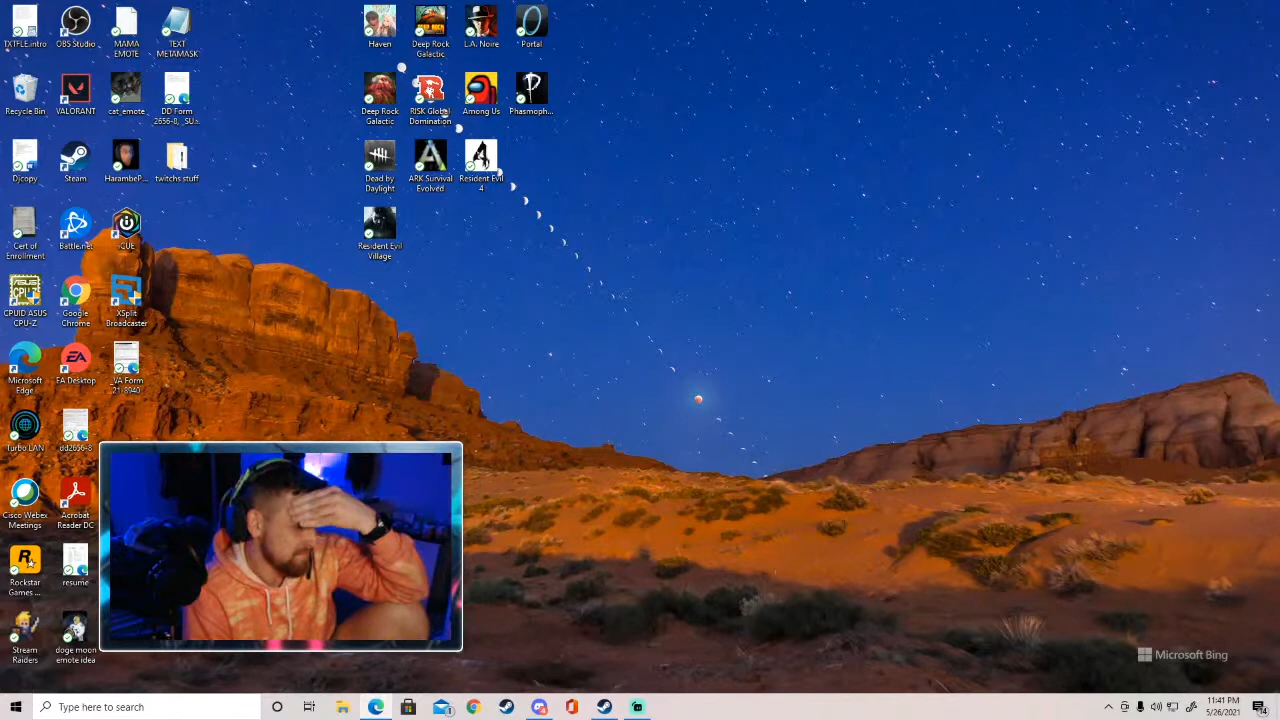 TXTFLE.intro
OBS Studio
MAMA
EMOTE
TEXT
METAMASK
Haven
Deep Rock
Galactic
L.A. Noire
Portal
Recycle Bin
VALORANT
cat_emote
DD Form
2656-8, _SU...
Deep Rock
Galactic
RISK Global
Domination
Among Us
Phasmoph...
Djcopy
Steam
HarambeP...
twitchs stuff
Dead by
Daylight
ARK Survival
Evolved
Resident Evil
4
Cert of
Enrollment
Battle.net
iCUE
Resident Evil
Village
CPUID ASUS
CPU-Z
Google
Chrome
XSplit
Broadcaster
Microsoft
Edge
EA Desktop
_VA Form
21-8940
Turbo LAN
dd2656-8
Cisco Webex
Meetings
Acrobat
Reader DC
Rockstar
Games ...
resume
Stream
Raiders
doge moon
emote idea
Microsoft Bing
Type here to search
11:41 PM
5/26/2021